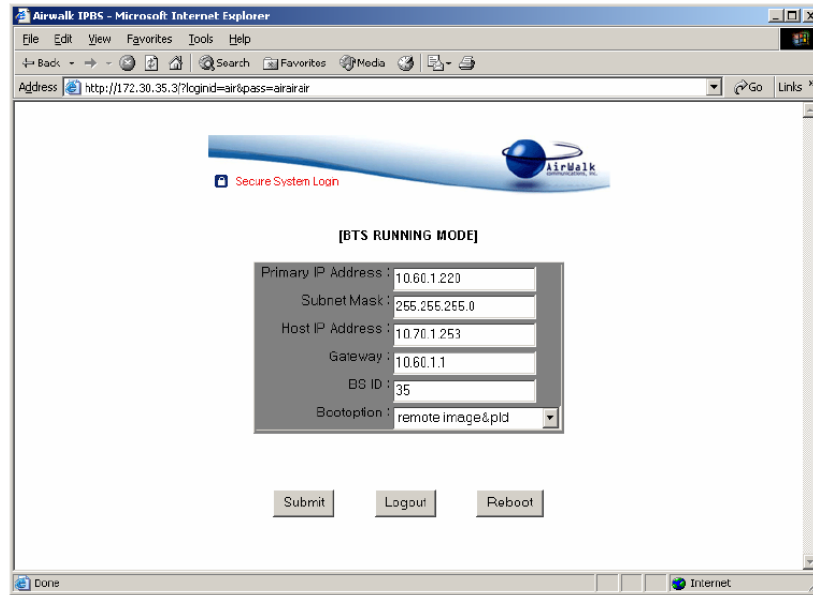 Airwalk IPBS - Microsoft Internet Explorer
File Edit View Favorites Tools Help
Back Search Favorites Media
Address http://172.30.35.3/?loginid=air&pass=airairair Go Links »
AirWalk
communications, inc.
Secure System Login
[BTS RUNNING MODE]
Primary IP Address : 10.60.1.220
Subnet Mask : 255.255.255.0
Host IP Address : 10.70.1.253
Gateway : 10.60.1.1
BS ID : 35
Bootoption : remote image&pld
Submit Logout Reboot
Done Internet